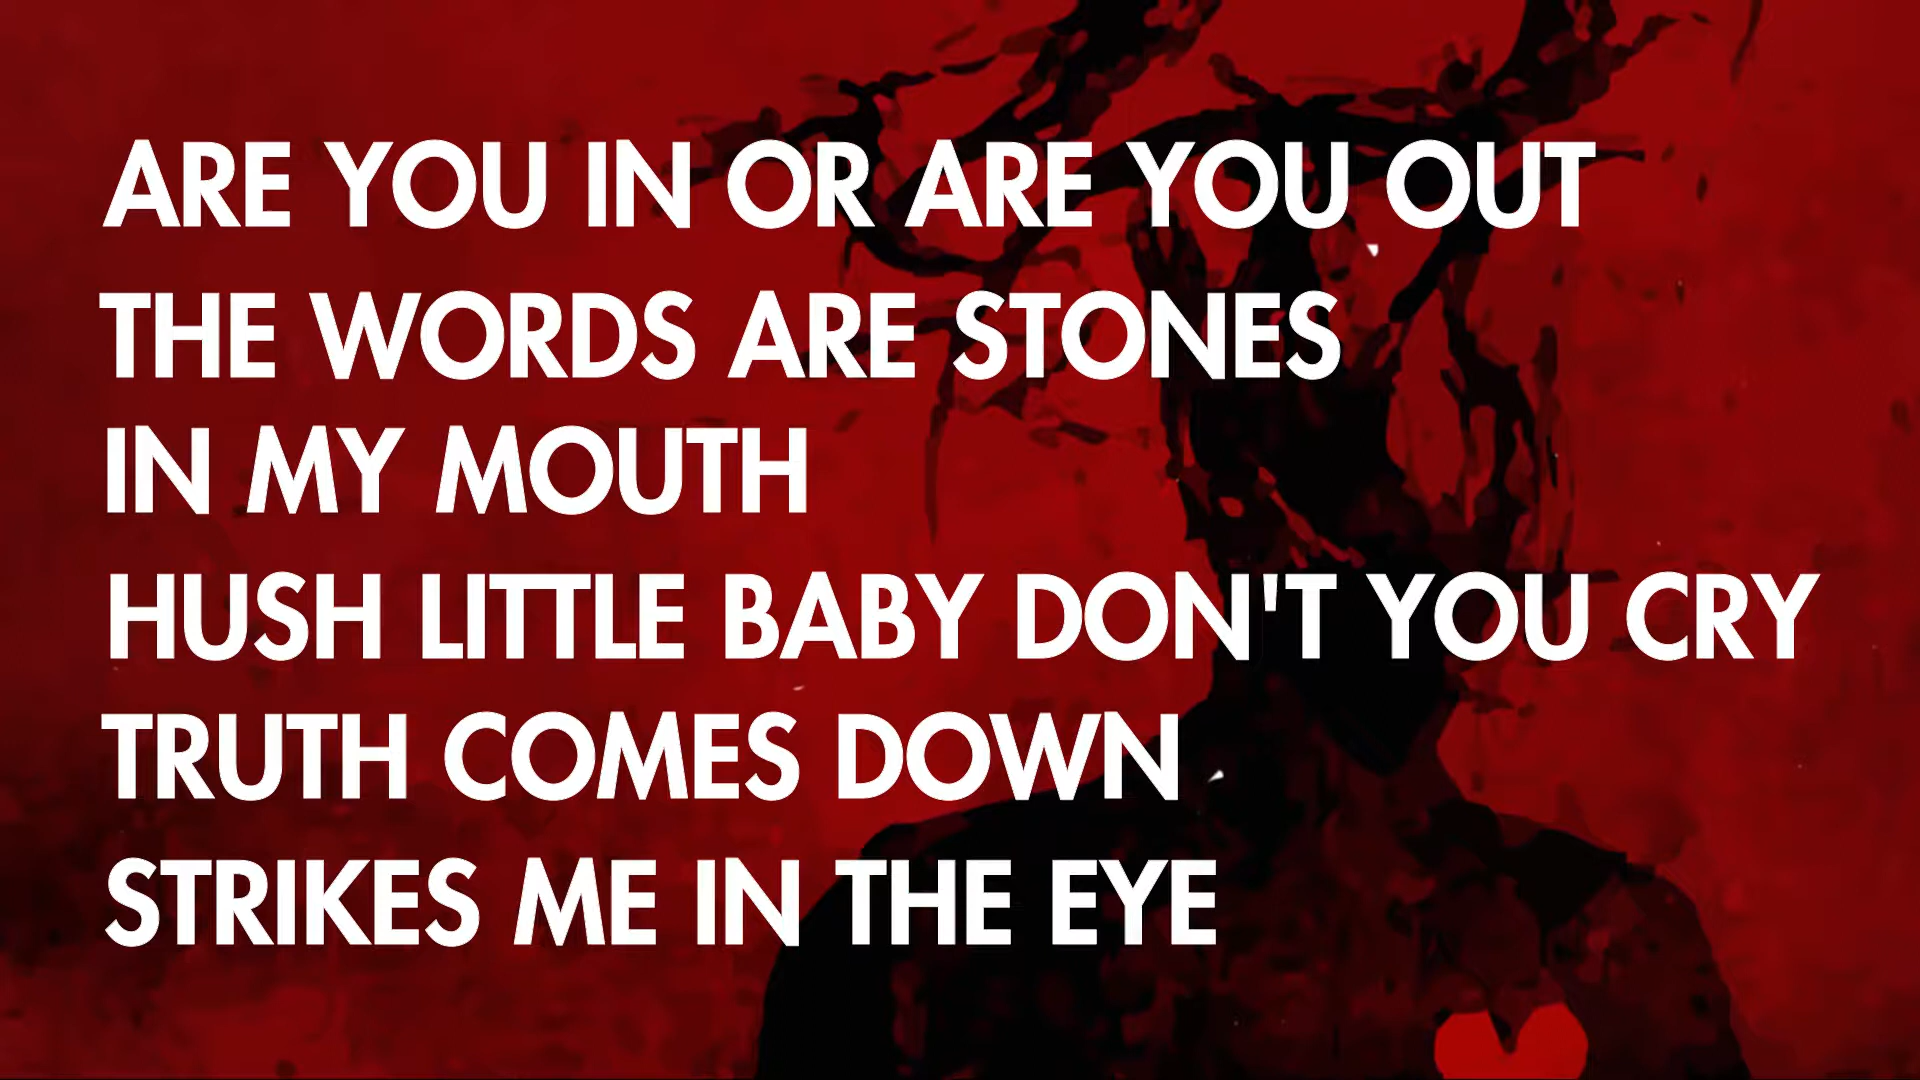 ARE YOU IN OR ARE YOU OUT
THE WORDS ARE STONES
IN MY MOUTH
HUSH LITTLE BABY DON'T YOU CRY
TRUTH COMES DOWN
STRIKES ME IN THE EYE